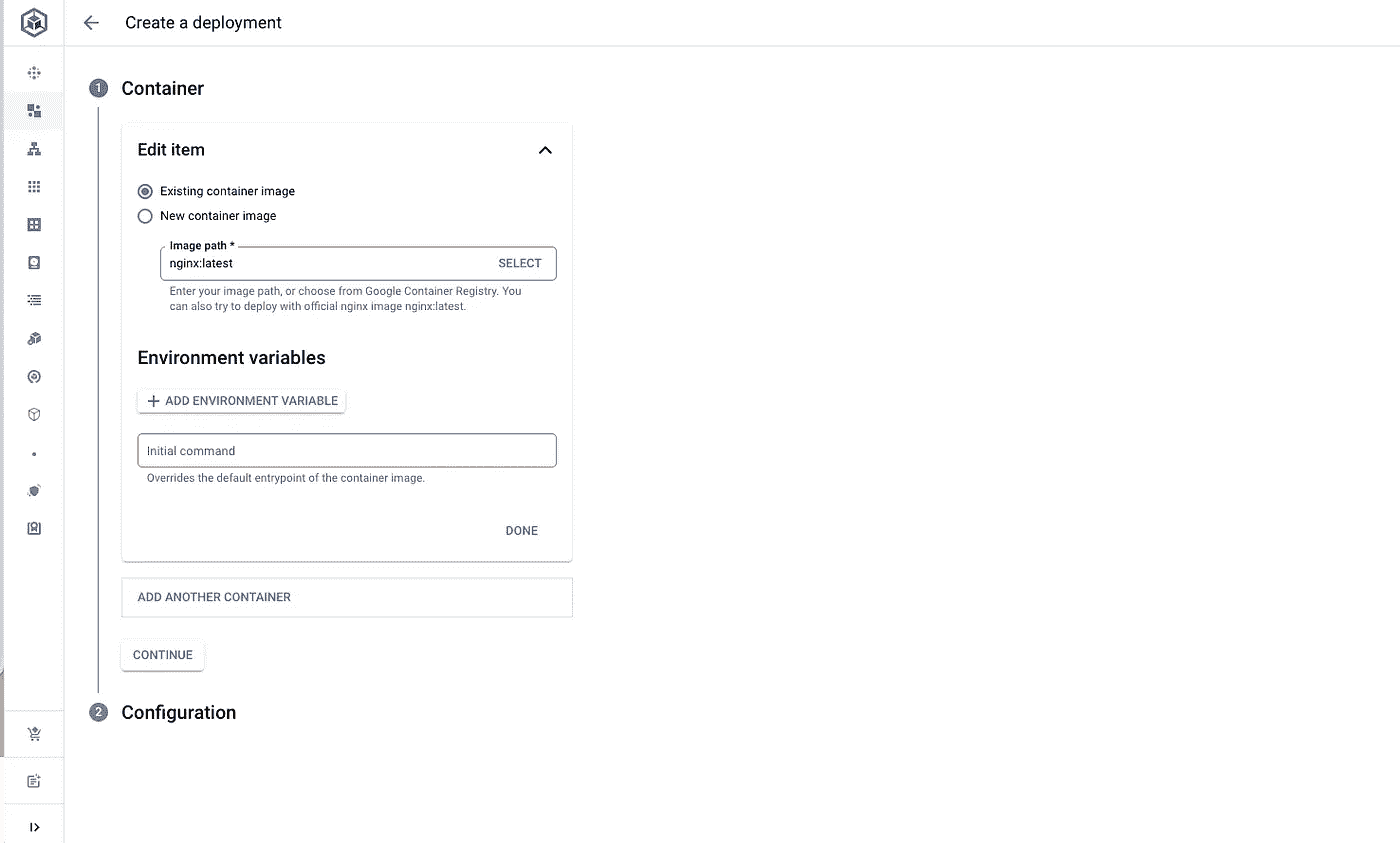 Create a deployment
1
Container
Edit item
Existing container image
New container image
Image path *
nginx:latest
SELECT
Enter your image path, or choose from Google Container Registry. You
can also try to deploy with official nginx image nginx:latest.
Environment variables
ADD ENVIRONMENT VARIABLE
Initial command
Overrides the default entrypoint of the container image.
DONE
ADD ANOTHER CONTAINER
CONTINUE
2
Configuration